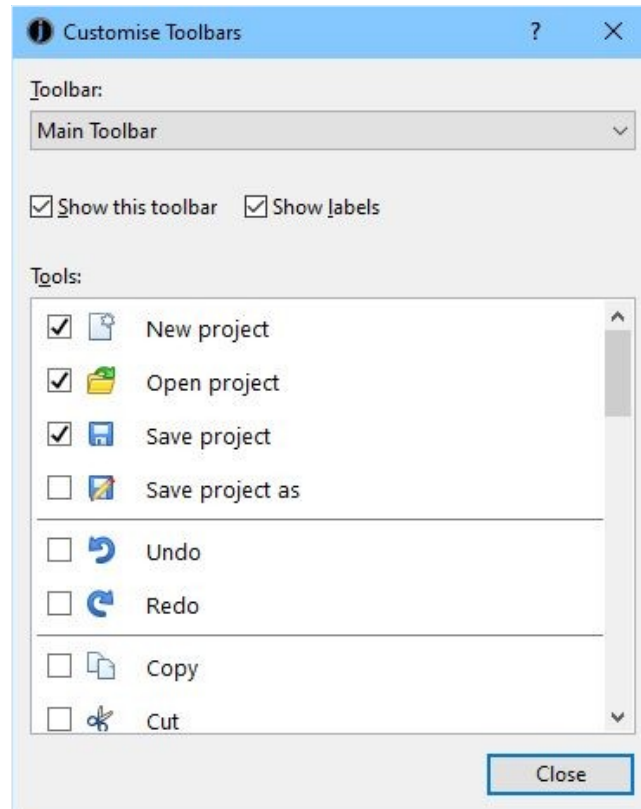 Customise Toolbars ?
Toolbar:
Main Toolbar
Show this toolbar Show labels
Tools:
New project
Open project
Save project
Save project as
Undo
Redo
Copy
Cut
Close